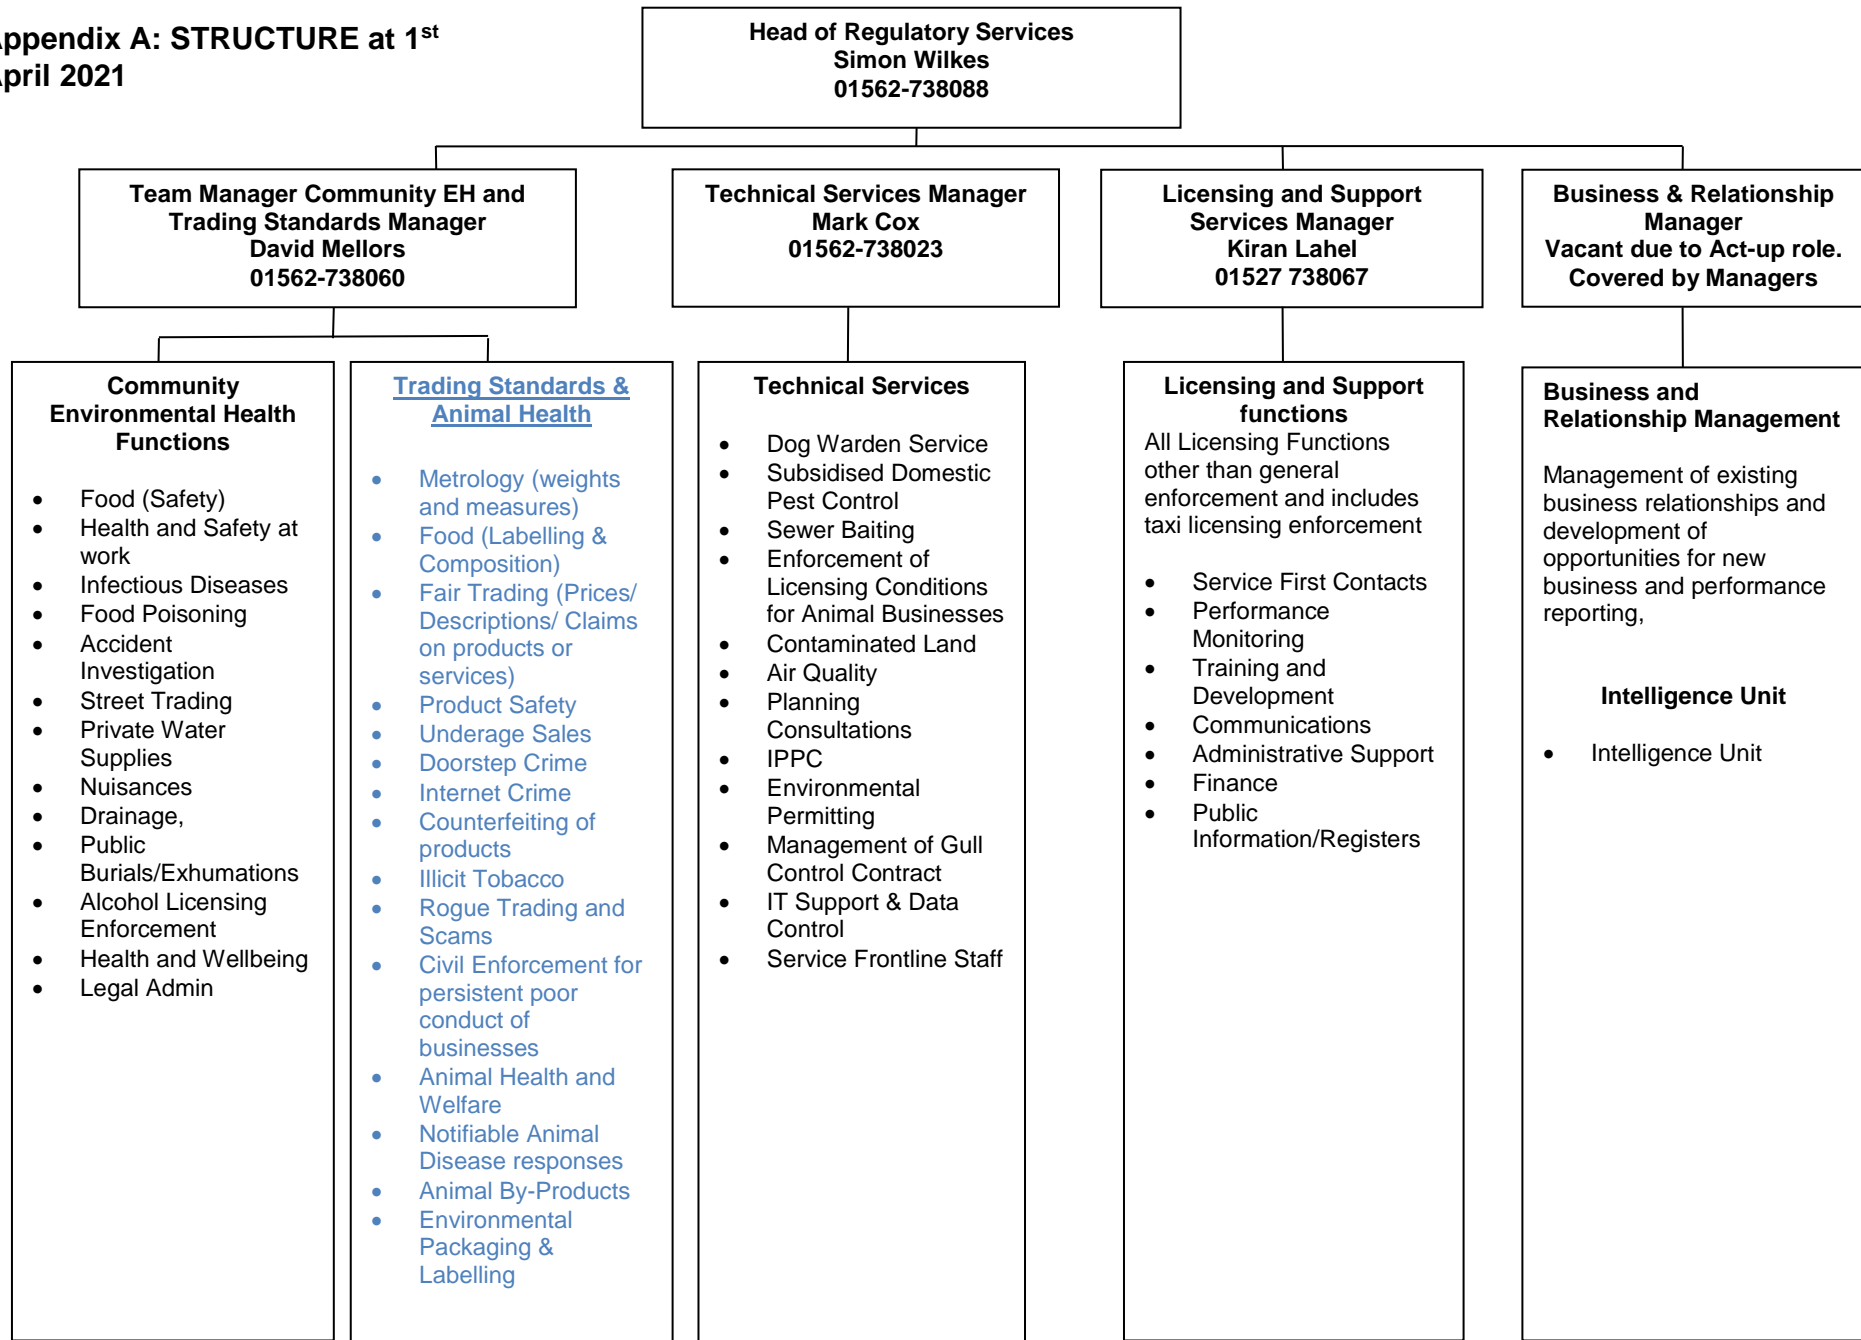 ppendix A: STRUCTURE at 1st
pril 2021
Head of Regulatory Services
Simon Wilkes
01562-738088
Team Manager Community EH and
Trading Standards Manager
David Mellors
01562-738060
Technical Services Manager
Mark Cox
01562-738023
Licensing and Support
Services Manager
Kiran Lahel
01527 738067
Business & Relationship
Manager
Vacant due to Act-up role.
Covered by Managers
Community
Environmental Health
Functions
• Food (Safety)
• Health and Safety at
work
• Infectious Diseases
• Food Poisoning
• Accident
Investigation
• Street Trading
• Private Water
Supplies
• Nuisances
• Drainage,
• Public
Burials/Exhumations
• Alcohol Licensing
Enforcement
• Health and Wellbeing
• Legal Admin
Trading Standards &
Animal Health
• Metrology (weights
and measures)
• Food (Labelling &
Composition)
• Fair Trading (Prices/
Descriptions/ Claims
on products or
services)
• Product Safety
• Underage Sales
• Doorstep Crime
• Internet Crime
• Counterfeiting of
products
• Illicit Tobacco
• Rogue Trading and
Scams
• Civil Enforcement for
persistent poor
conduct of
businesses
• Animal Health and
Welfare
• Notifiable Animal
Disease responses
• Animal By-Products
• Environmental
Packaging &
Labelling
Technical Services
• Dog Warden Service
• Subsidised Domestic
Pest Control
• Sewer Baiting
• Enforcement of
Licensing Conditions
for Animal Businesses
• Contaminated Land
• Air Quality
• Planning
Consultations
• IPPC
• Environmental
Permitting
• Management of Gull
Control Contract
• IT Support & Data
Control
• Service Frontline Staff
Licensing and Support
functions
All Licensing Functions
other than general
enforcement and includes
taxi licensing enforcement
• Service First Contacts
• Performance
Monitoring
• Training and
Development
• Communications
• Administrative Support
• Finance
• Public
Information/Registers
Business and
Relationship Management
Management of existing
business relationships and
development of
opportunities for new
business and performance
reporting,
Intelligence Unit
• Intelligence Unit